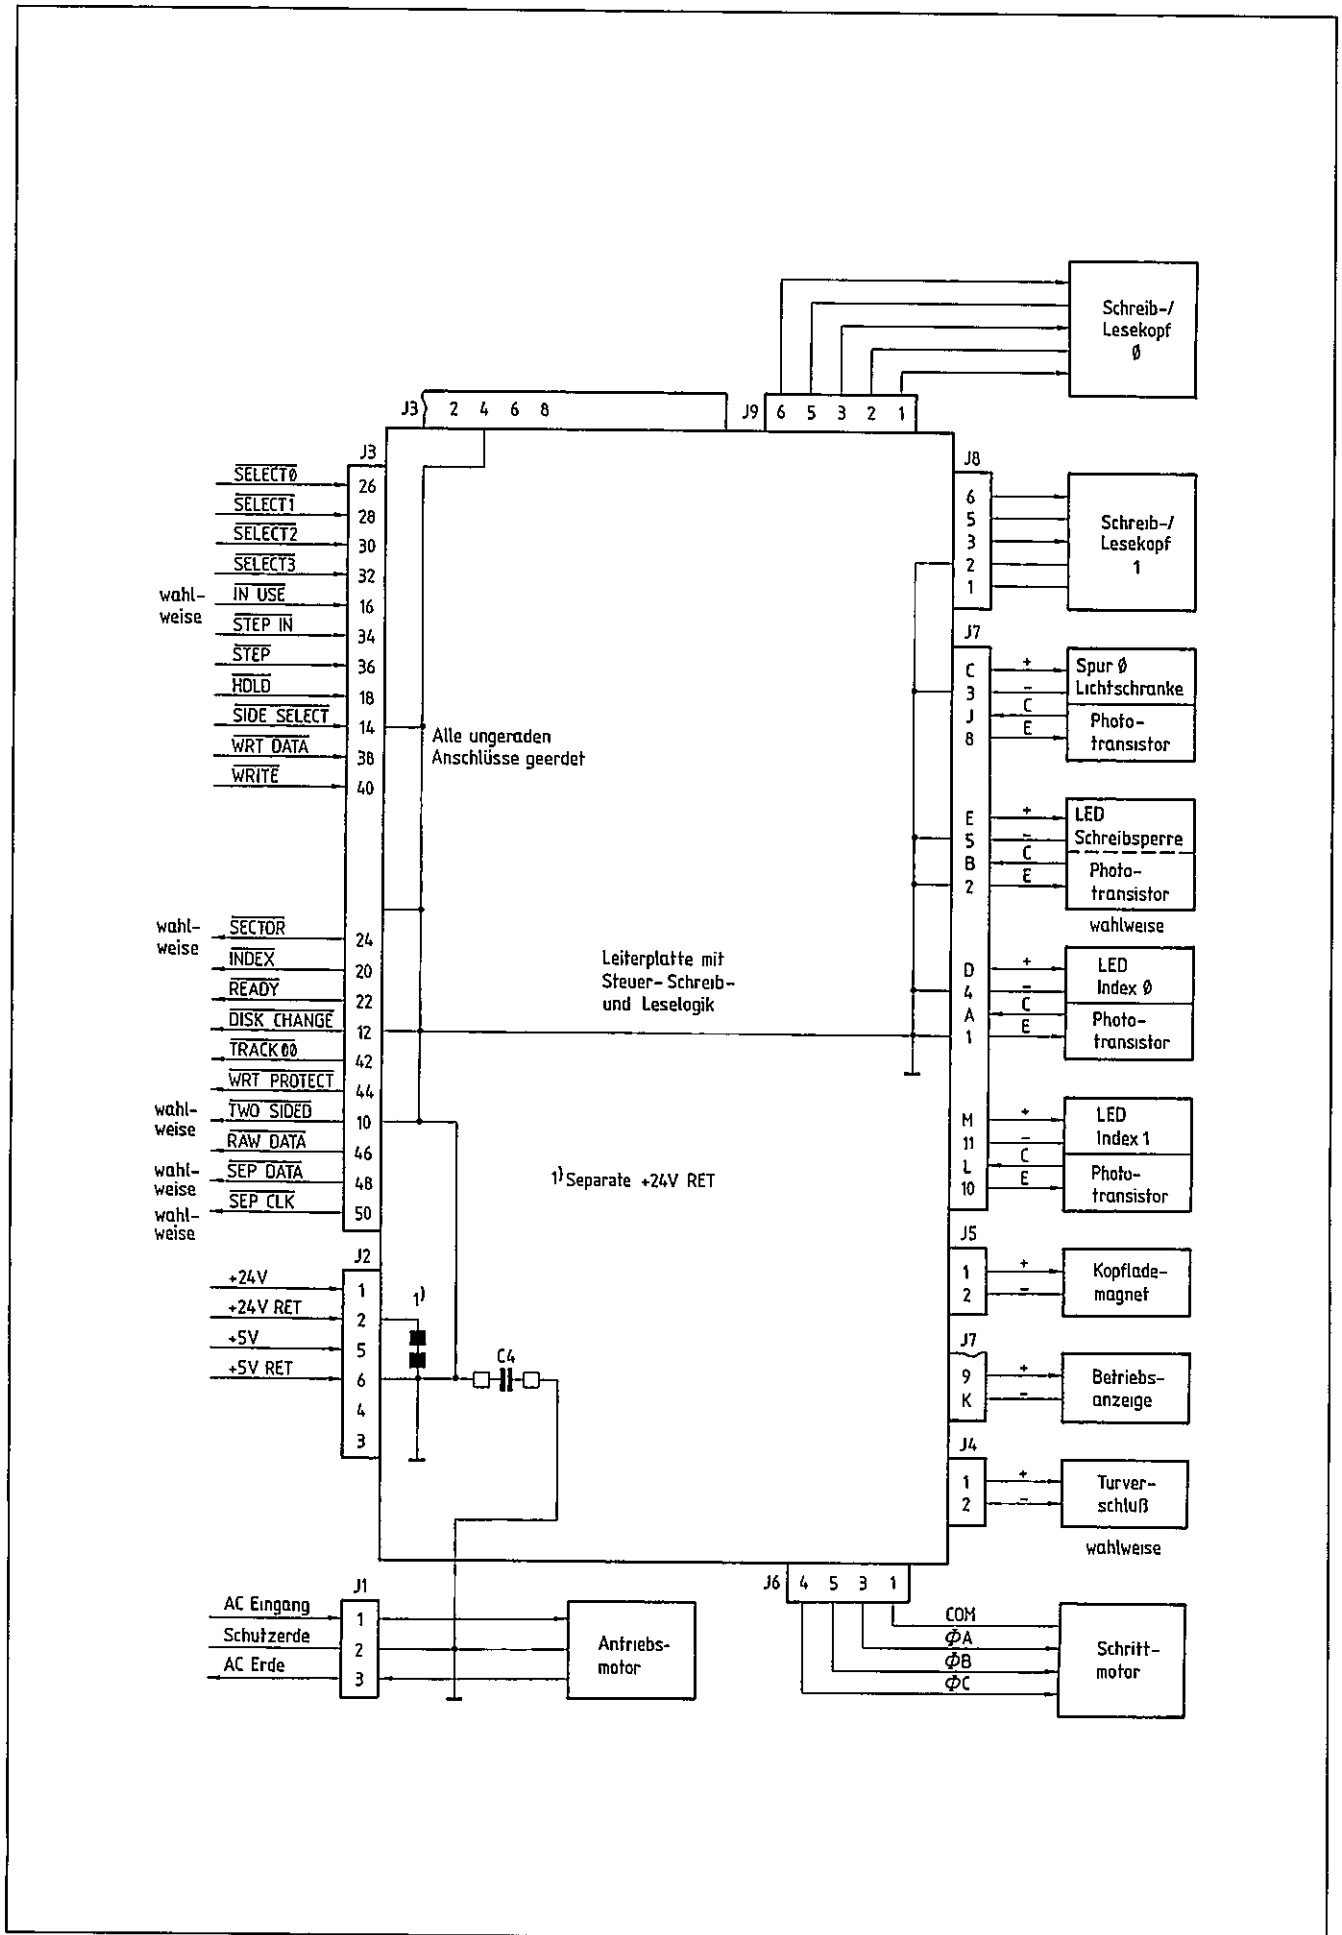 Schreib-/
Lesekopf
Ø
J3 2 4 6 8
J9 6 5 3 2 1
J3
SELECTØ 26
SELECT1 28
SELECT2 30
SELECT3 32
wahl-
weise
IN USE 16
STEP IN 34
STEP 36
HOLD 18
SIDE SELECT 14
WRT DATA 38
WRITE 40
Alle ungeraden
Anschlüsse geerdet
wahl-
weise
SECTOR 24
INDEX 20
READY 22
DISK CHANGE 12
TRACK ØØ 42
WRT PROTECT 44
wahl-
weise
TWO SIDED 10
RAW DATA 46
wahl-
weise
SEP DATA 48
wahl-
weise
SEP CLK 50
Leiterplatte mit
Steuer- Schreib-
und Leselogik
1) Separate +24V RET
J2
+24V 1
+24V RET 2
+5V 5
+5V RET 6
4
3
1)
C4
J1
AC Eingang 1
Schutzerde 2
AC Erde 3
Antriebs-
motor
J8
6
5
3
2
1
Schreib-/
Lesekopf
1
J7
C +
3 –
J C
8 E
Spur Ø
Lichtschranke
Photo-
transistor
E +
5 –
B C
2 E
LED
Schreibsperre
Photo-
transistor
wahlweise
D +
4 –
A C
1 E
LED
Index Ø
Photo-
transistor
M +
11 –
L C
10 E
LED
Index 1
Photo-
transistor
J5
1 +
2 –
Kopflade-
magnet
J7
9 +
K –
Betriebs-
anzeige
J4
1 +
2 –
Turver-
schluß
wahlweise
J6 4 5 3 1
COM
ΦA
ΦB
ΦC
Schritt-
motor